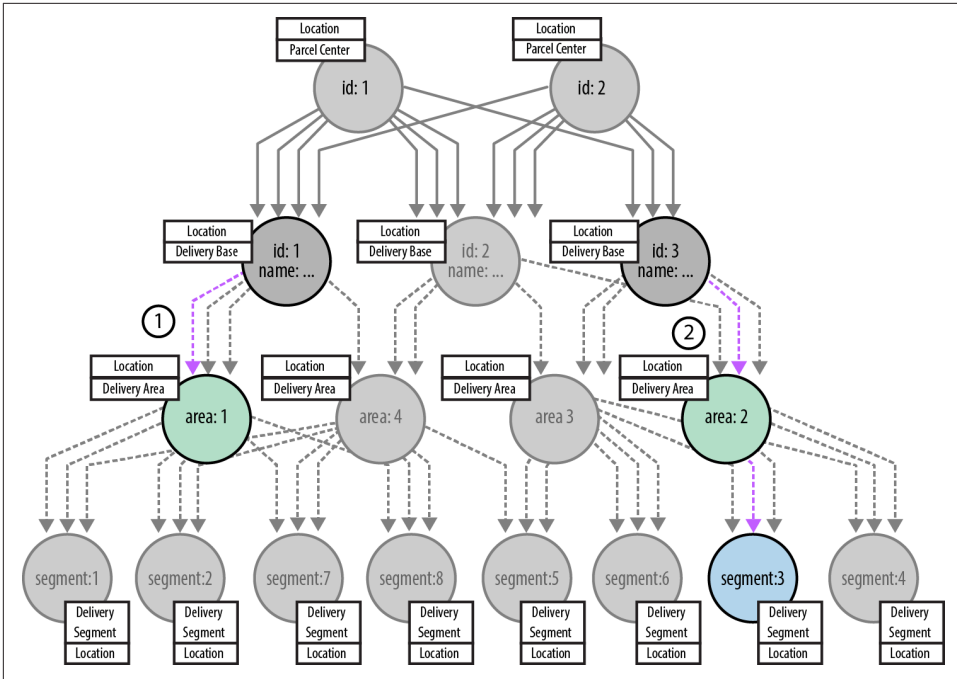 Location
Parcel Center
id: 1
Location
Parcel Center
id: 2
Location
Delivery Base
id: 1
name: ...
Location
Delivery Base
id: 2
name: ...
Location
Delivery Base
id: 3
name: ...
1
2
Location
Delivery Area
area: 1
Location
Delivery Area
area: 4
Location
Delivery Area
area 3
Location
Delivery Area
area: 2
segment:1
Delivery
Segment
Location
segment:2
Delivery
Segment
Location
segment:7
Delivery
Segment
Location
segment:8
Delivery
Segment
Location
segment:5
Delivery
Segment
Location
segment:6
Delivery
Segment
Location
segment:3
Delivery
Segment
Location
segment:4
Delivery
Segment
Location